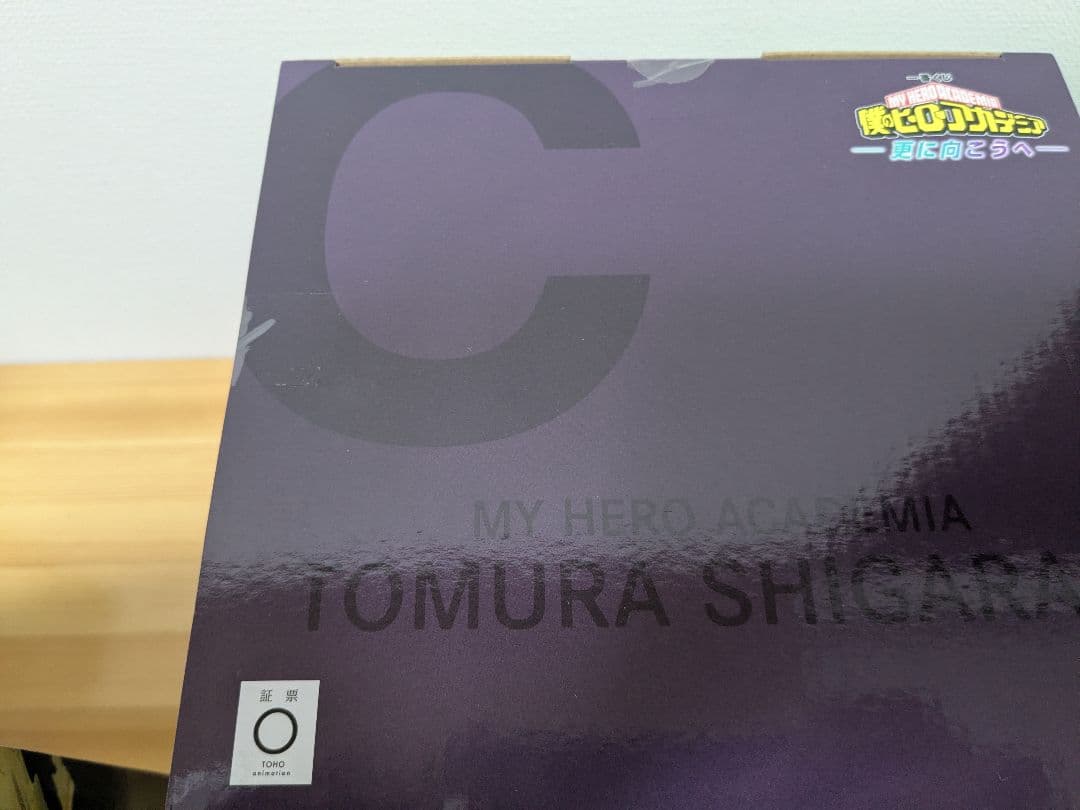 C
一番くじ
MY HERO ACADEMIA
僕のヒーローアカデミア
更に向こうへ
MY HERO ACADEMIA
TOMURA SHIGARA
証 票
TOHO
animation